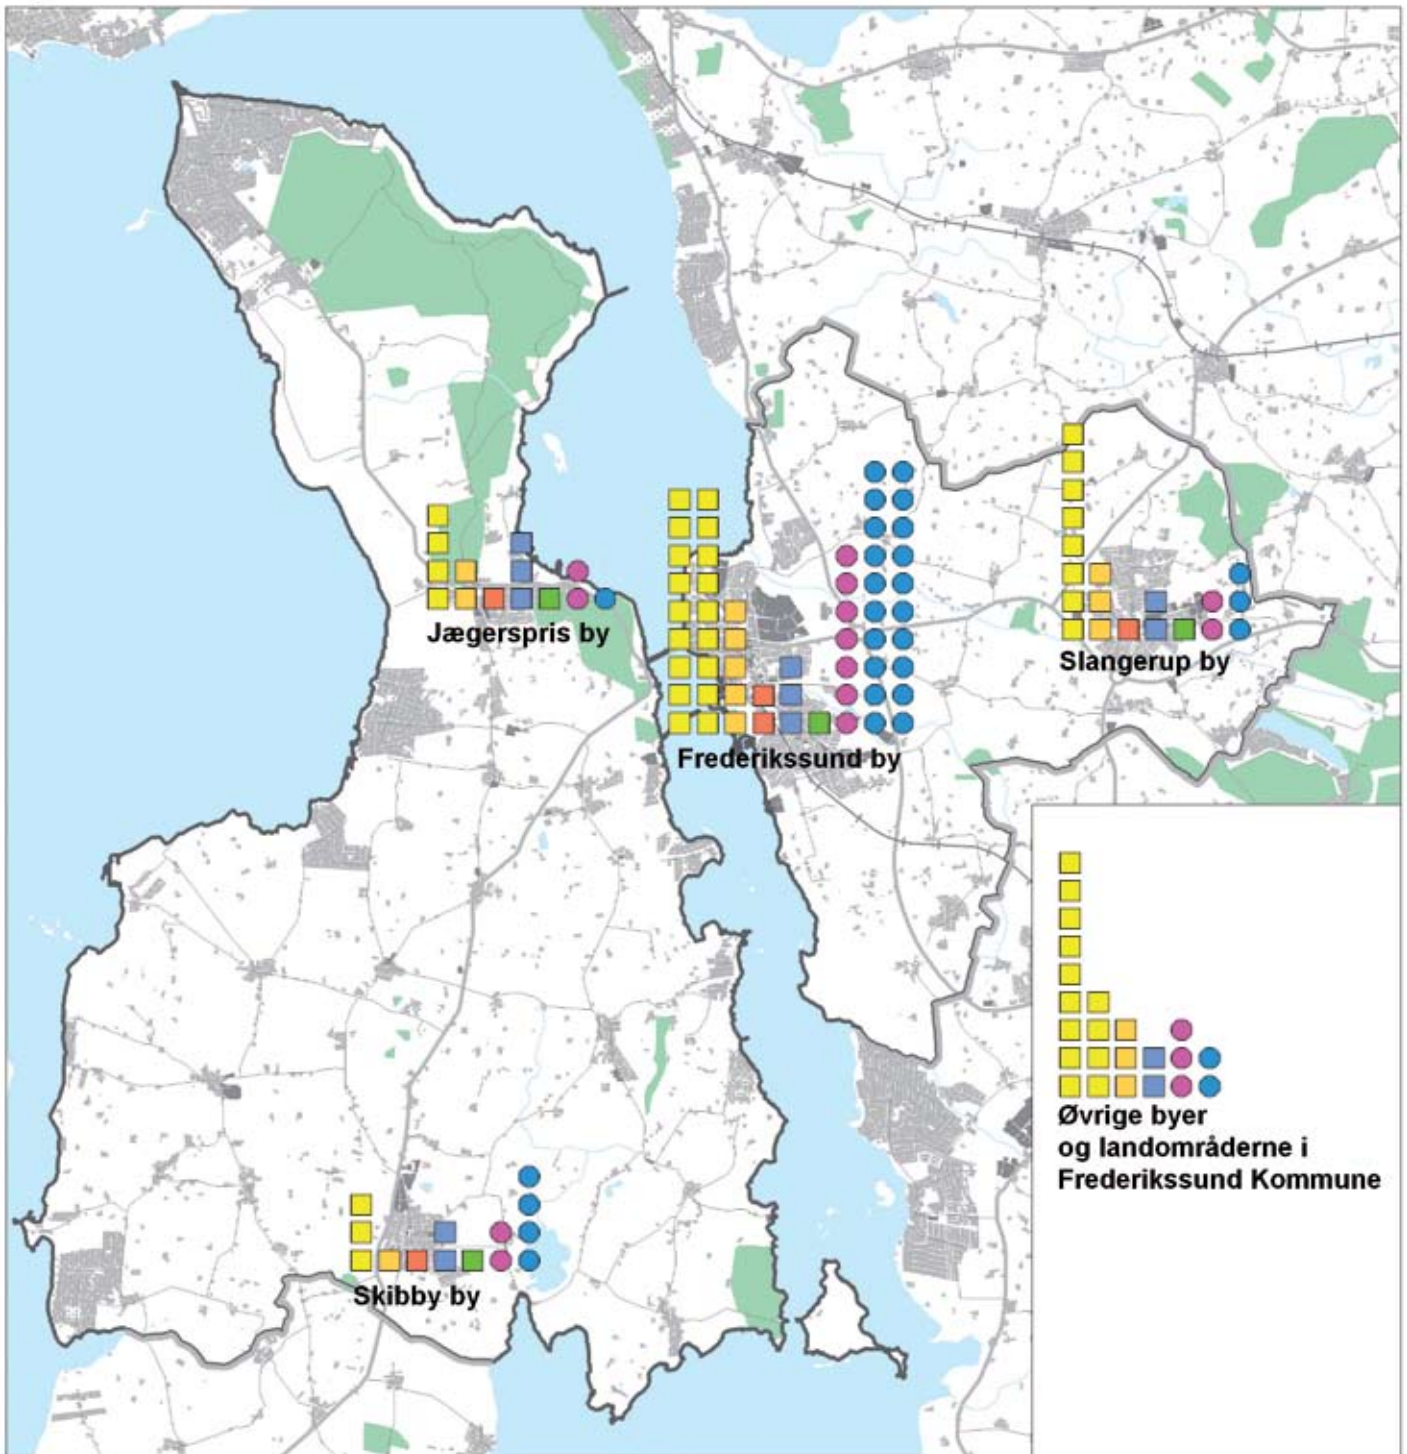 Jægerspris by
Slangerup by
Frederikssund by
Øvrige byer
og landområderne i
Frederikssund Kommune
Skibby by